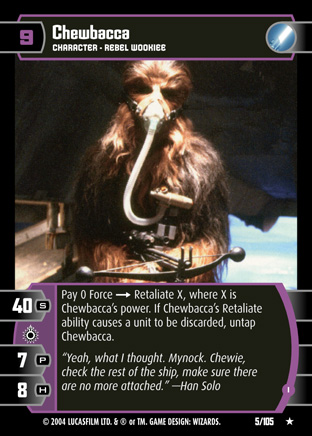 9
Chewbacca
CHARACTER • REBEL WOOKIEE
40 S
Pay 0 Force → Retaliate X, where X is
Chewbacca's power. If Chewbacca's Retaliate
ability causes a unit to be discarded, untap
Chewbacca.
7 P
8 H
"Yeah, what I thought. Mynock. Chewie,
check the rest of the ship, make sure there
are no more attached." —Han Solo
I
© 2004 LUCASFILM LTD. & ® or TM. GAME DESIGN: WIZARDS.
5/105 ★